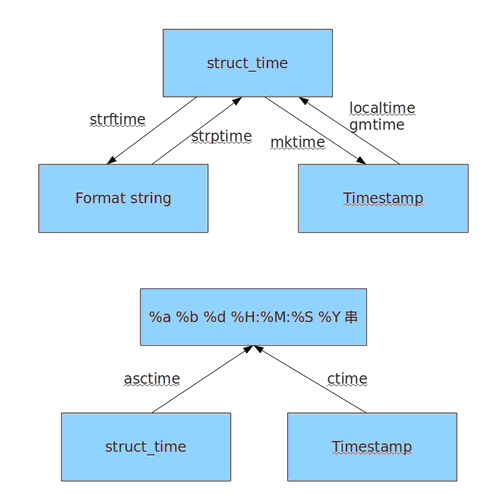 struct_time
strftime
strptime
mktime
localtime
gmtime
Format string
Timestamp
%a %b %d %H:%M:%S %Y 串
asctime
ctime
struct_time
Timestamp